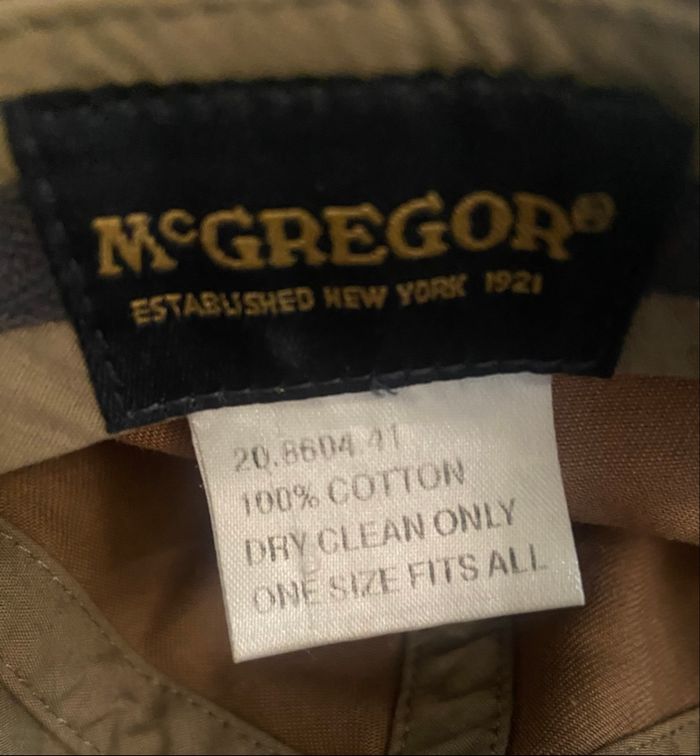 McGREGOR®
ESTABLISHED NEW YORK 1921
20.8604.41
100% COTTON
DRY CLEAN ONLY
ONE SIZE FITS ALL